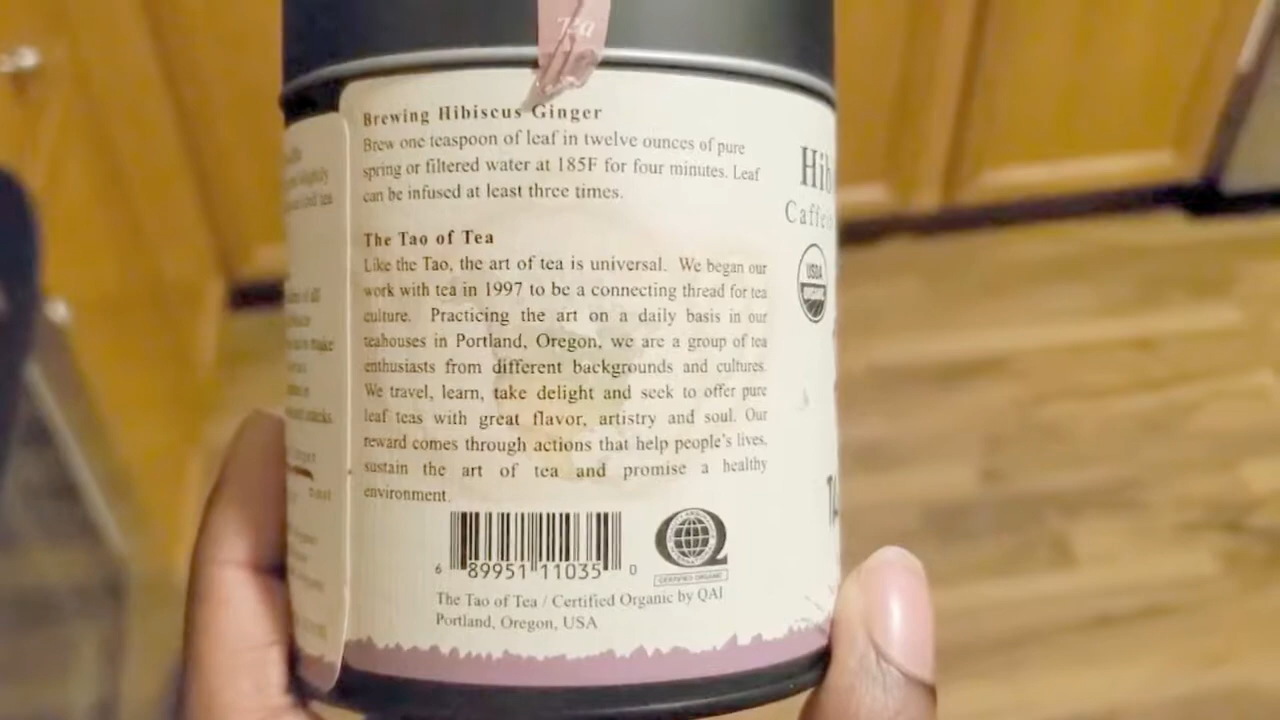 Tea
Brewing Hibiscus Ginger
Brew one teaspoon of leaf in twelve ounces of pure
spring or filtered water at 185F for four minutes. Leaf
can be infused at least three times.
The Tao of Tea
Like the Tao, the art of tea is universal. We began our
work with tea in 1997 to be a connecting thread for tea
culture. Practicing the art on a daily basis in our
teahouses in Portland, Oregon, we are a group of tea
enthusiasts from different backgrounds and cultures.
We travel, learn, take delight and seek to offer pure
leaf teas with great flavor, artistry and soul. Our
reward comes through actions that help people's lives,
sustain the art of tea and promise a healthy
environment.
6 89951 11035 0
CERTIFIED ORGANIC
The Tao of Tea / Certified Organic by QAI
Portland, Oregon, USA
Hib
Caffe
USDA
ORGANIC